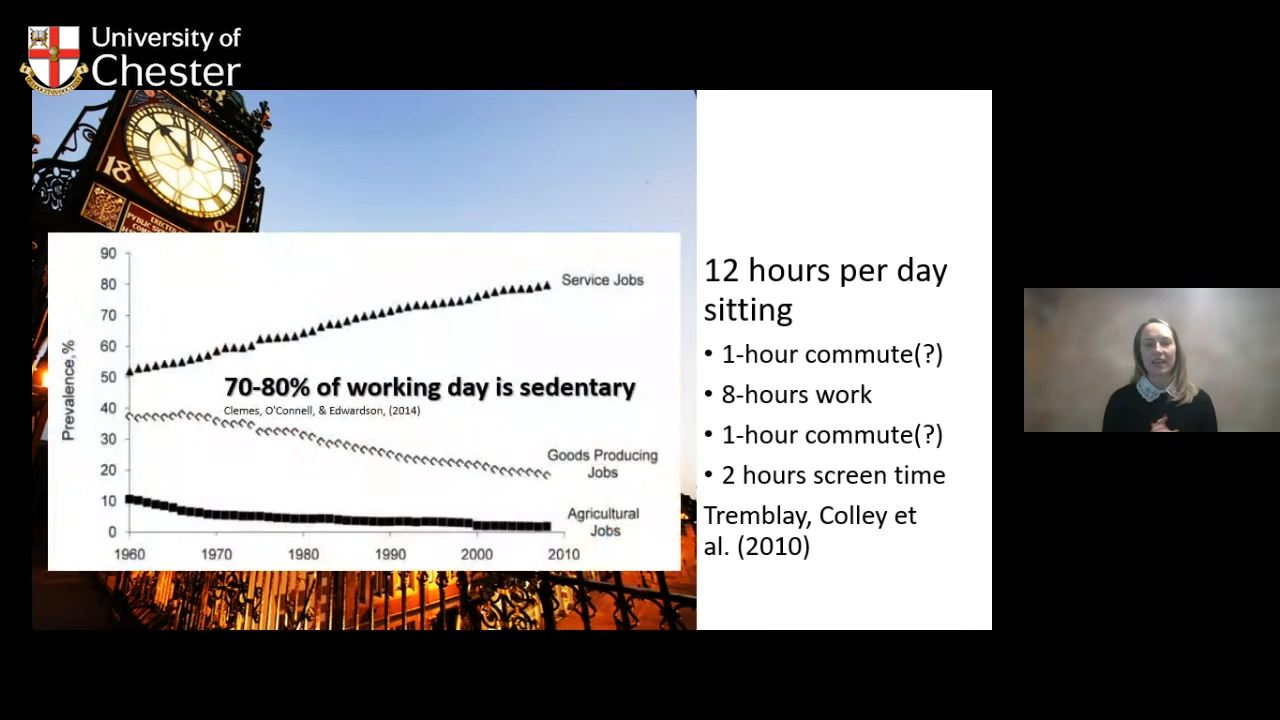 University of
Chester
18
97
ERECTED
90
80
70
60
50
40
30
20
10
0
Prevalence,%
1960
1970
1980
1990
2000
2010
Service Jobs
70-80% of working day is sedentary
Clemes, O'Connell, & Edwardson, (2014)
Goods Producing
Jobs
Agricultural
Jobs
12 hours per day
sitting
• 1-hour commute(?)
• 8-hours work
• 1-hour commute(?)
• 2 hours screen time
Tremblay, Colley et
al. (2010)